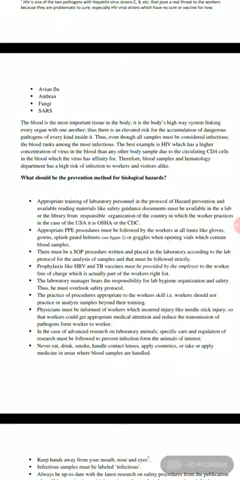 * HIV is one of the two pathogens with Hepatitis virus strains C, B, etc. that pose a real threat to the workers
because they are problematic to cure; especially HIV viral strains which have no cure or vaccine for now.
• Avian flu
• Anthrax
• Fungi
• SARS
The blood is the most important tissue in the body, it is the body's high way system linking
every organ with one another; thus there is an elevated risk for the accumulation of dangerous
pathogens of every kind inside it. Thus, even though all samples must be considered infectious; the
blood ranks among the most infectious. The best example is HIV which has a higher
concentration of virus in the blood than any other body sample due to the circulating CD4 cells
in the blood which the virus has affinity for. Therefore, blood samples and hematology
department has a high risk of infection to workers and visitors alike.
What should be the prevention method for biological hazards?
• Appropriate training of laboratory personnel in the protocol of Hazard prevention and
available reading materials like safety guidance documents must be available in the a lab
or the library from responsible organization of the country in which the worker practices
in the case of the USA it is OSHA or the CDC.
• Appropriate PPE procedures must be followed by the workers at all times like gloves,
gowns, splash guard helmets (see figure 2) or goggles when opening vials which contain
blood samples.
• There must be a SOP procedure written and placed in the laboratory according to the lab
protocol for the analysis of samples and that must be followed strictly.
• Prophylaxis like HBV and TB vaccines must be provided by the employer to the worker
free of charge which is actually part of the workers right list.
• The laboratory manager bears the responsibility for lab hygiene organization and safety.
Thus, he must overlook safety protocol.
• The practice of procedures appropriate to the workers skill i.e. workers should not
practice or analyze samples beyond their training.
• Physicians must be informed of workers which incurred injury like needle stick injury; so
that workers could get appropriate medical attention and reduce the transmission of
pathogens form worker to worker.
• In the case of advanced research on laboratory animals; specific care and regulation of
research must be followed to prevent infection form the animals of interest.
• Never eat, drink, smoke, handle contact lenses, apply cosmetics, or take or apply
medicine in areas where blood samples are handled.
• Keep hands away from your mouth, nose and eyes
• Infectious samples must be labeled 'infectious'.
• Always be up-to-date with the latest research on safety procedures from the publication